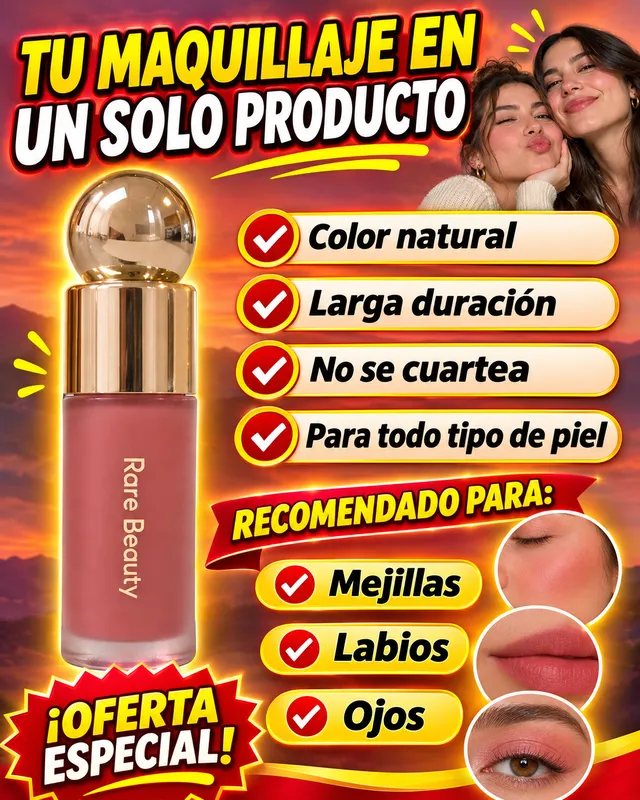 TU MAQUILLAJE EN
UN SOLO PRODUCTO
Color natural
Larga duración
No se cuartea
Para todo tipo de piel
Rare Beauty
RECOMENDADO PARA:
Mejillas
Labios
Ojos
¡OFERTA
ESPECIAL!